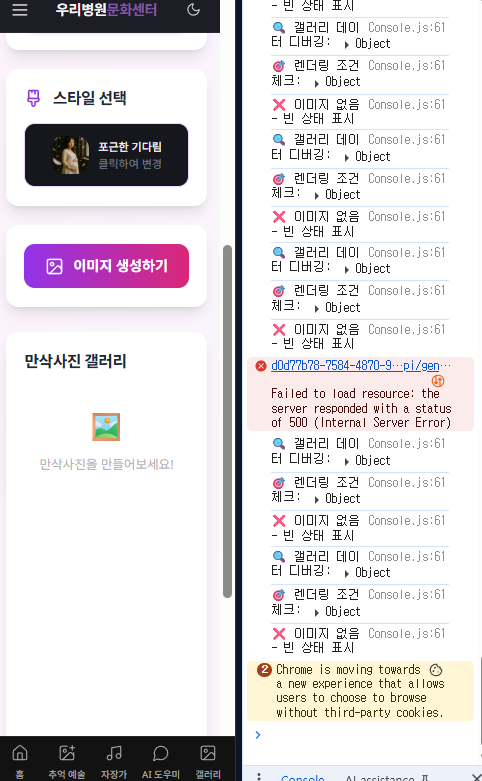 우리병원문화센터
스타일 선택
포근한 기다림
클릭하여 변경
이미지 생성하기
만삭사진 갤러리
만삭사진을 만들어보세요!
홈
추억 예술
자장가
AI 도우미
갤러리
- 빈 상태 표시
갤러리 데이 Console.js:61
터 디버깅: Object
렌더링 조건 Console.js:61
체크: Object
이미지 없음 Console.js:61
- 빈 상태 표시
갤러리 데이 Console.js:61
터 디버깅: Object
렌더링 조건 Console.js:61
체크: Object
이미지 없음 Console.js:61
- 빈 상태 표시
갤러리 데이 Console.js:61
터 디버깅: Object
렌더링 조건 Console.js:61
체크: Object
이미지 없음 Console.js:61
- 빈 상태 표시
d0d77b78-7584-4870-9…pi/gen…
Failed to load resource: the
server responded with a status
of 500 (Internal Server Error)
갤러리 데이 Console.js:61
터 디버깅: Object
렌더링 조건 Console.js:61
체크: Object
이미지 없음 Console.js:61
- 빈 상태 표시
갤러리 데이 Console.js:61
터 디버깅: Object
렌더링 조건 Console.js:61
체크: Object
이미지 없음 Console.js:61
- 빈 상태 표시
2 Chrome is moving towards
a new experience that allows
users to choose to browse
without third-party cookies.
Console AI assistance